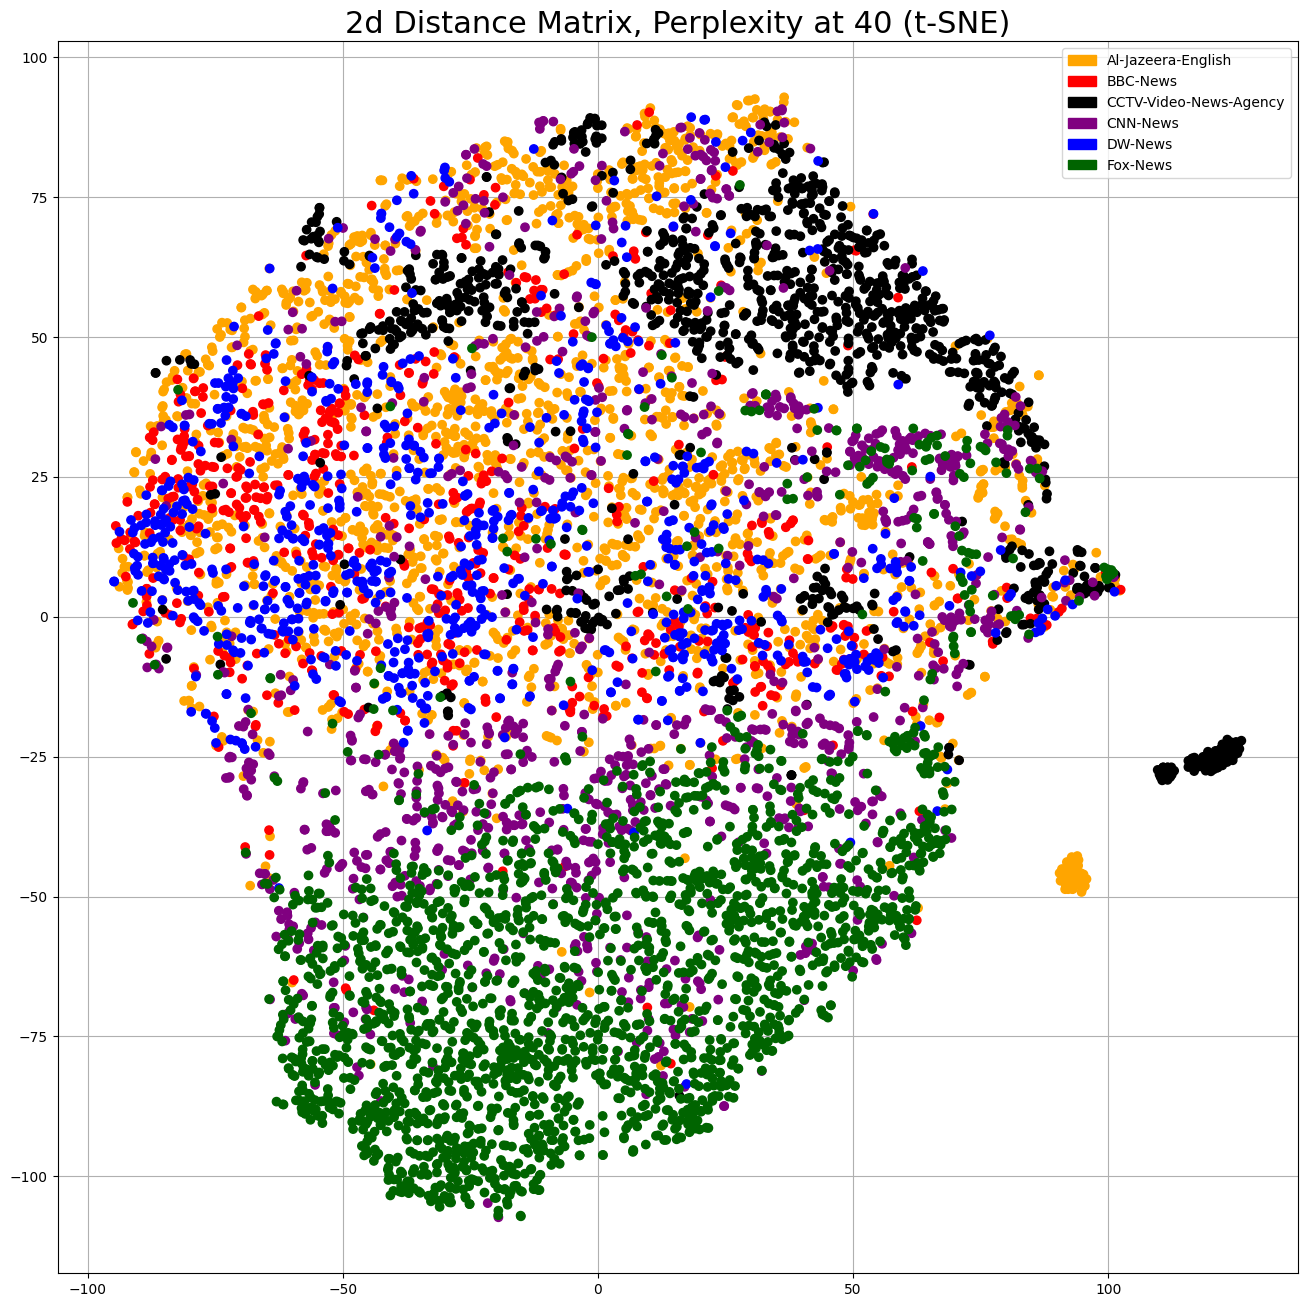 2d Distance Matrix, Perplexity at 40 (t-SNE)
Al-Jazeera-English
BBC-News
CCTV-Video-News-Agency
CNN-News
DW-News
Fox-News
100
75
50
25
0
−25
−50
−75
−100
−100 −50 0 50 100